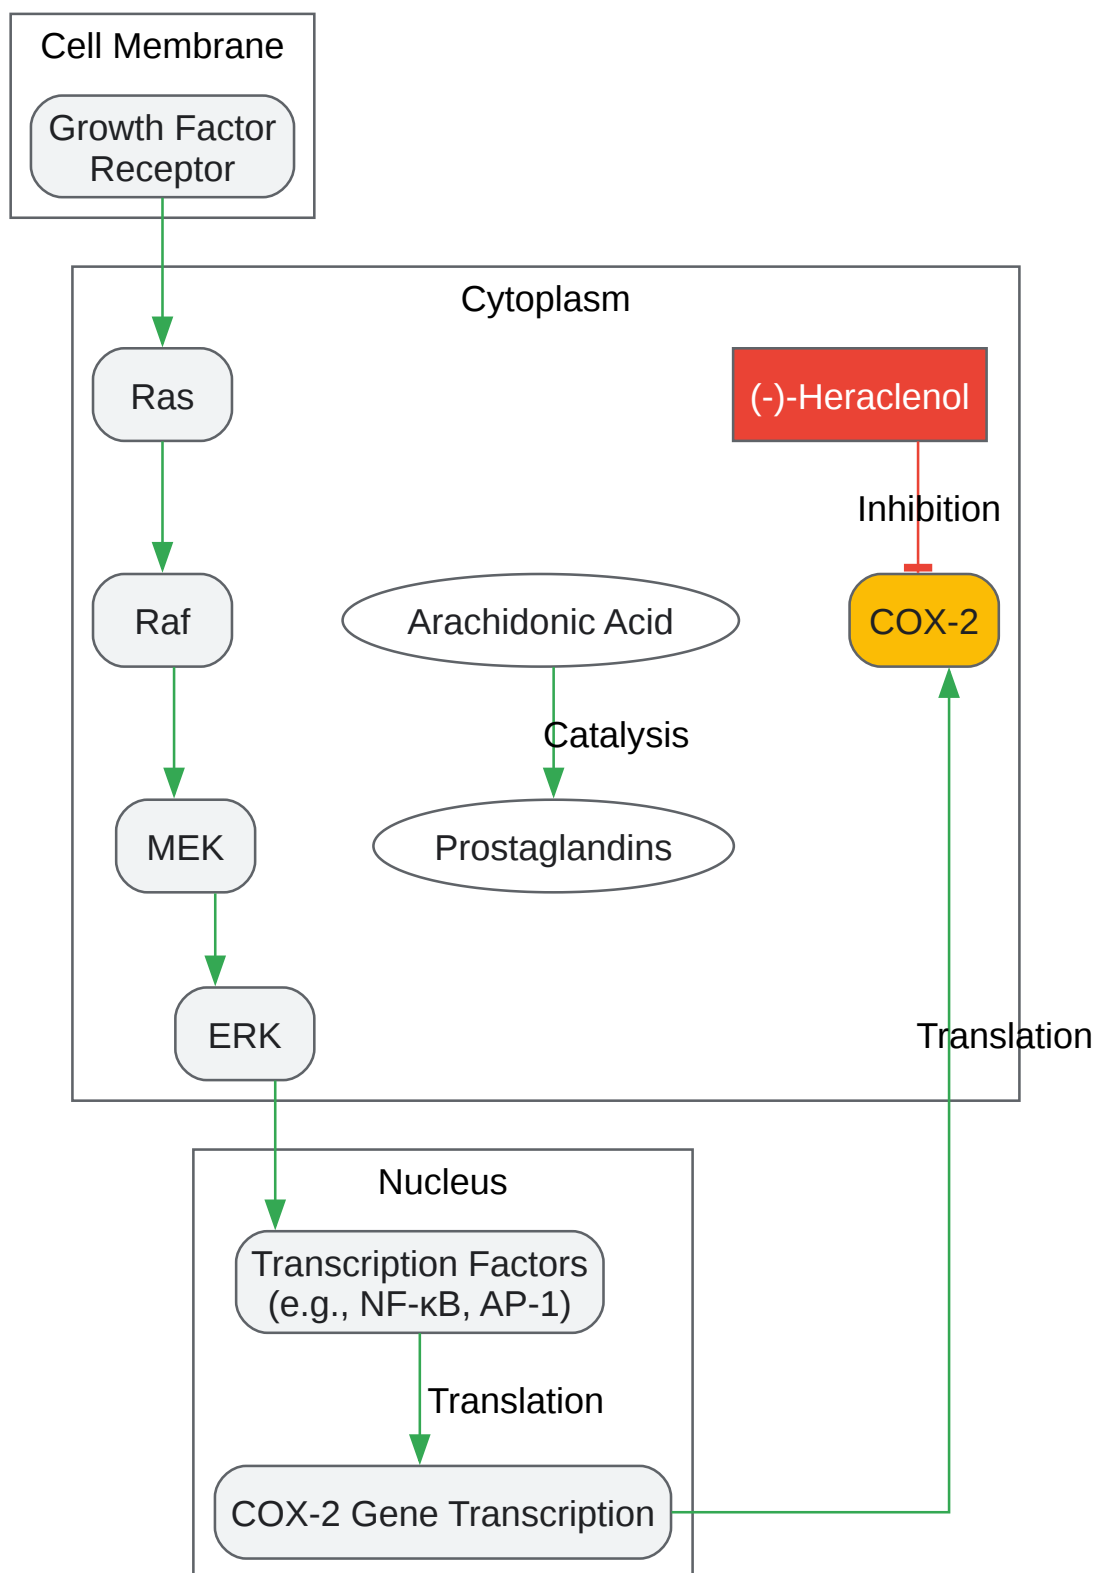 Cell Membrane
Growth Factor
Receptor
Cytoplasm
Ras
(-)-Heraclenol
Inhibition
Raf
Arachidonic Acid
COX-2
Catalysis
MEK
Prostaglandins
ERK
Translation
Nucleus
Transcription Factors
(e.g., NF-κB, AP-1)
Translation
COX-2 Gene Transcription